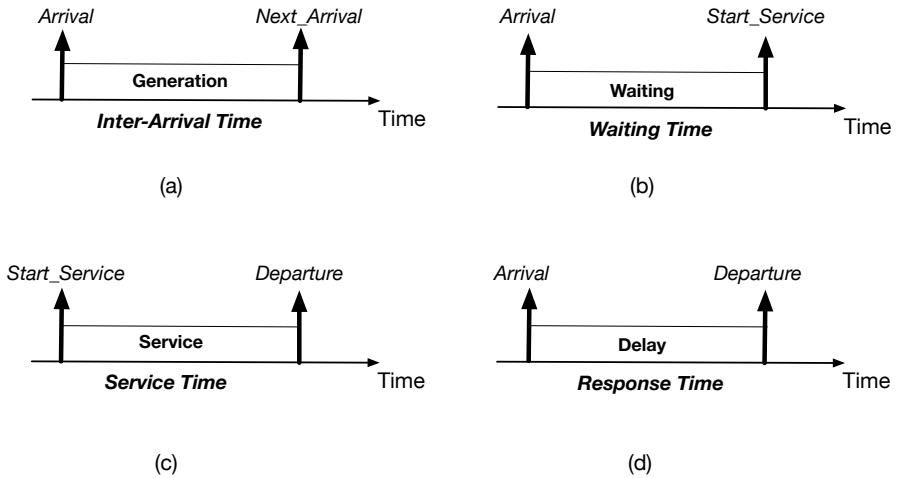 Arrival Next_Arrival
Generation
Inter-Arrival Time Time
(a)
Arrival Start_Service
Waiting
Waiting Time Time
(b)
Start_Service Departure
Service
Service Time Time
(c)
Arrival Departure
Delay
Response Time Time
(d)